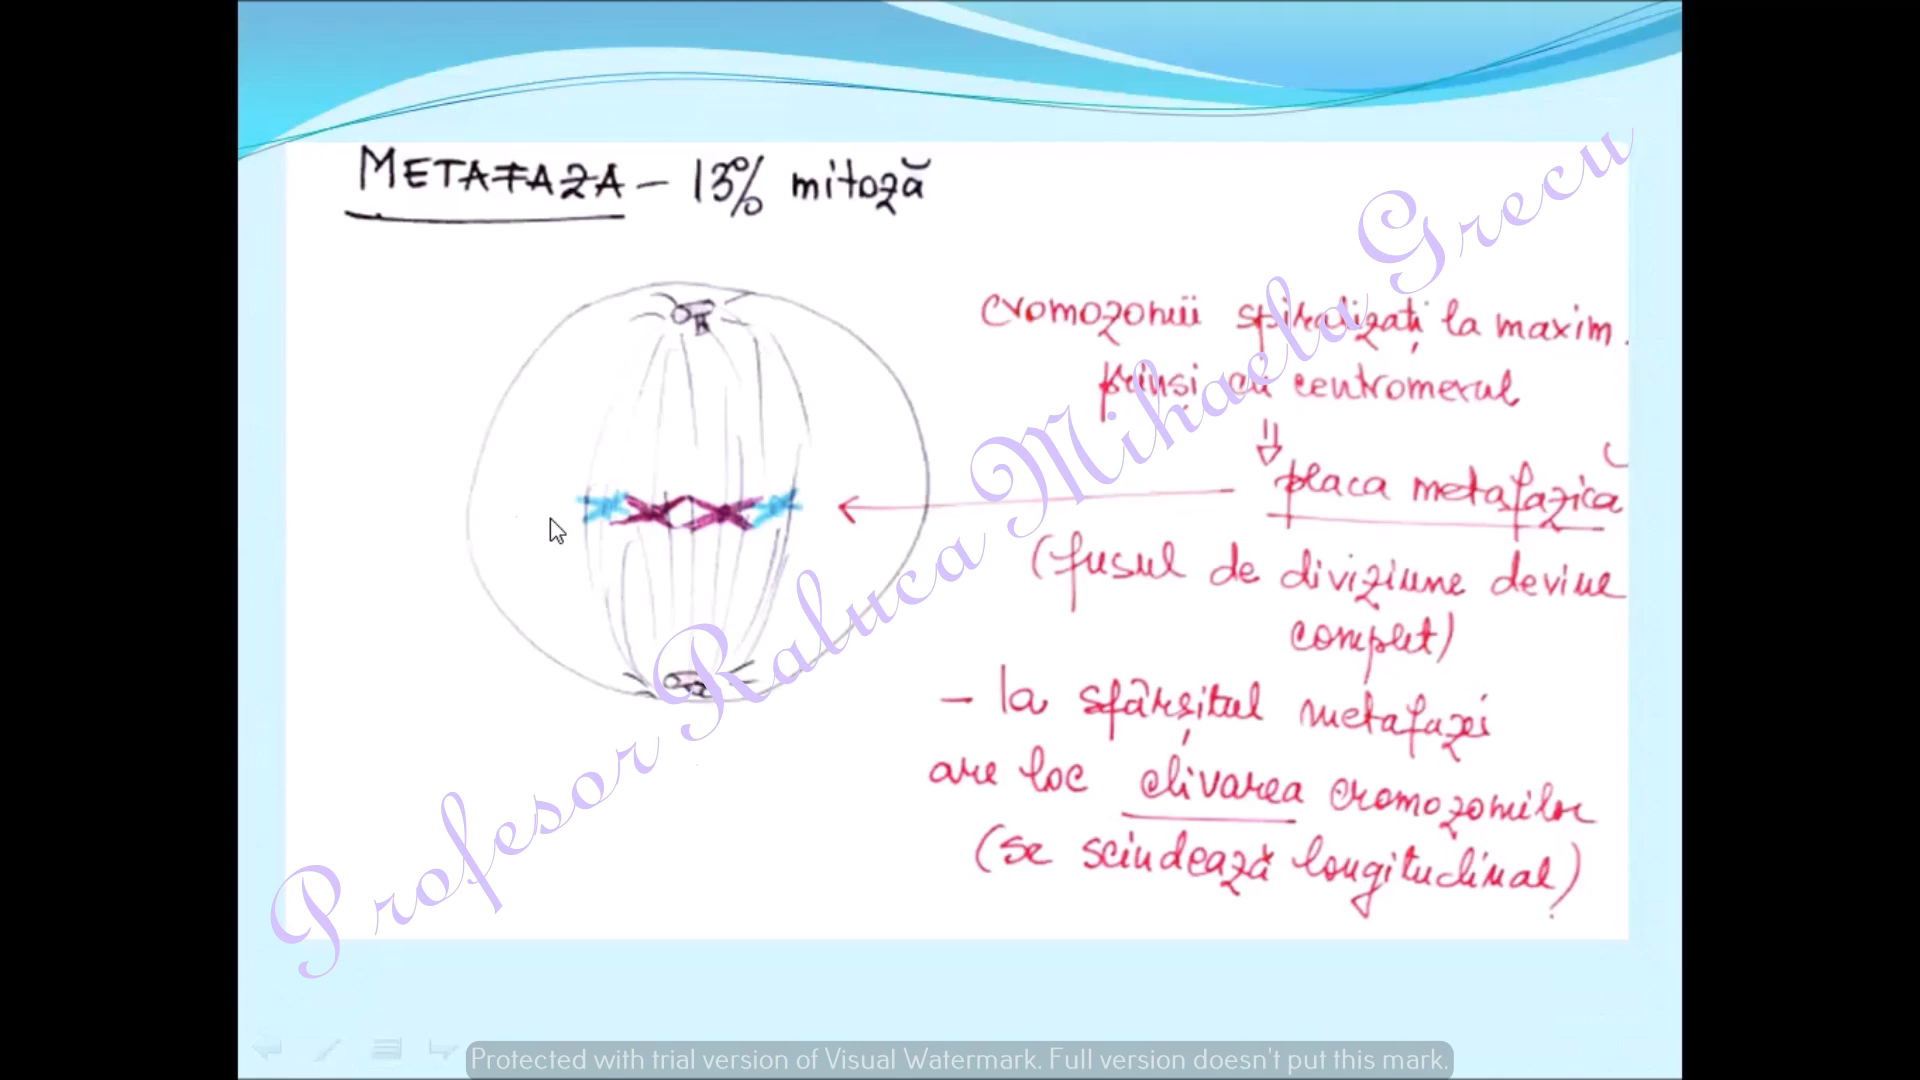 METAFAZA – 13% mitoză
cromozomii spiralizați la maxim.
prinși cu centromerul
⇓
placa metafazică
(fusul de diviziune devine
complet)
– la sfârșitul metafazei
are loc clivarea cromozomilor
(se scindează longitudinal)
Profesor Raluca Mihaela Grecu
Protected with trial version of Visual Watermark. Full version doesn't put this mark.